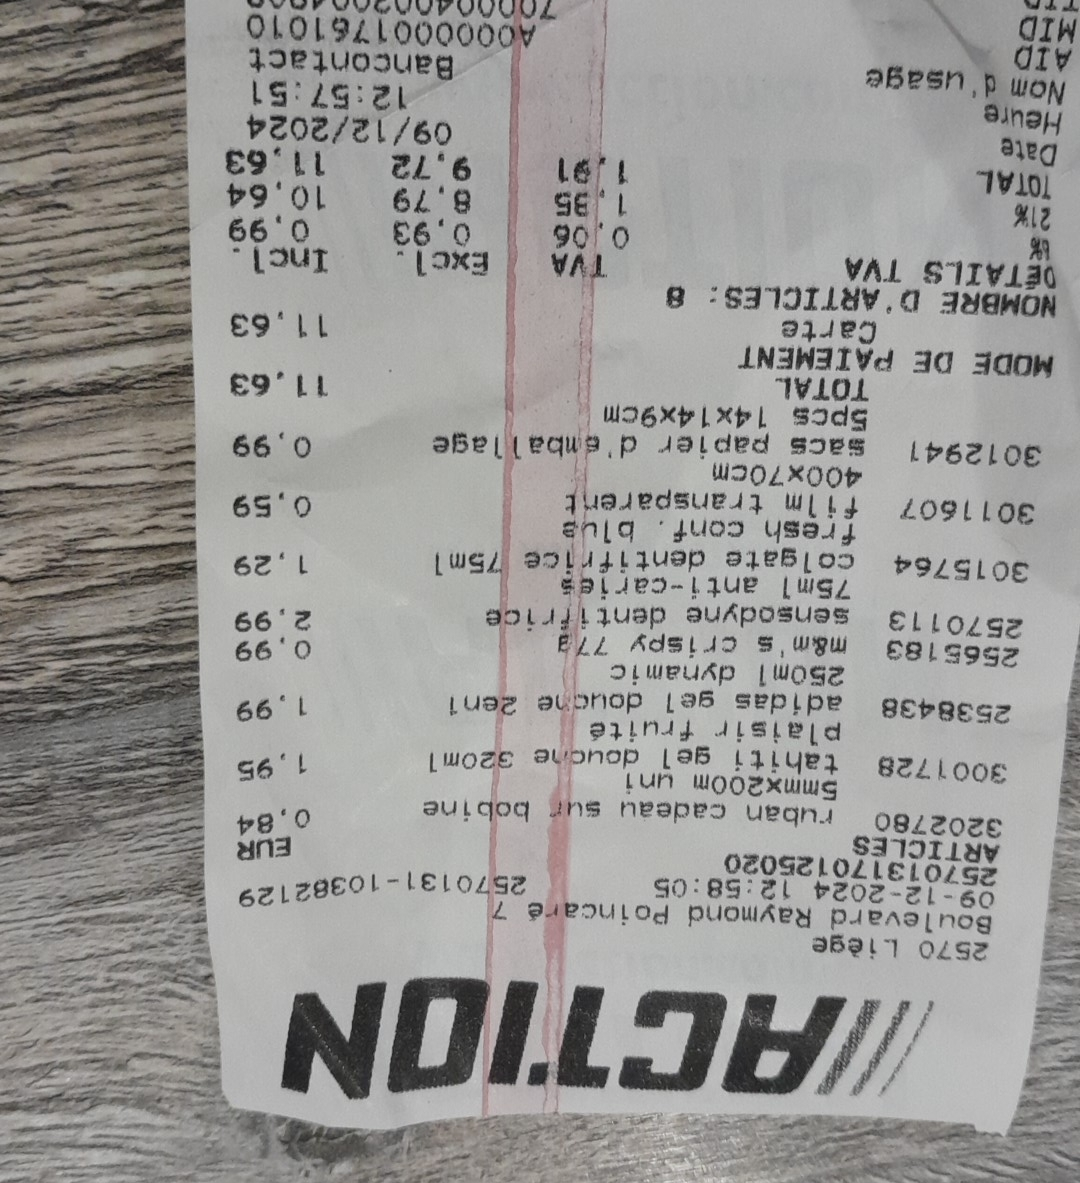 ACTION
2570 Liège
Boulevard Raymond Poincaré 7
09-12-2024 12:58:05 2570131-10382129
2570131170125020
ARTICLES EUR
3202780 ruban cadeau sur bobine 0,84
5mmx200m uni
3001728 tahiti gel douche 320ml 1,95
plaisir fruité
2538438 adidas gel douche 2en1 1,99
250ml dynamic
2565183 m&m's crispy 77g 0,99
2570113 sensodyne dentifrice 2,99
75ml anti-caries
3015764 colgate dentifrice 75ml 1,29
fresh conf. blue
3011607 film transparent 0,59
400x70cm
3012941 sacs papier d'emballage 0,99
5pcs 14x14x9cm
TOTAL 11,63
MODE DE PAIEMENT
Carte 11,63
NOMBRE D'ARTICLES: 8
DÉTAILS TVA TVA Excl. Incl.
6% 0,06 0,93 0,99
21% 1,85 8,79 10,64
TOTAL 1,91 9,72 11,63
Date 09/12/2024
Heure 12:57:51
Nom d'usage Bancontact
AID A0000001761010
MID